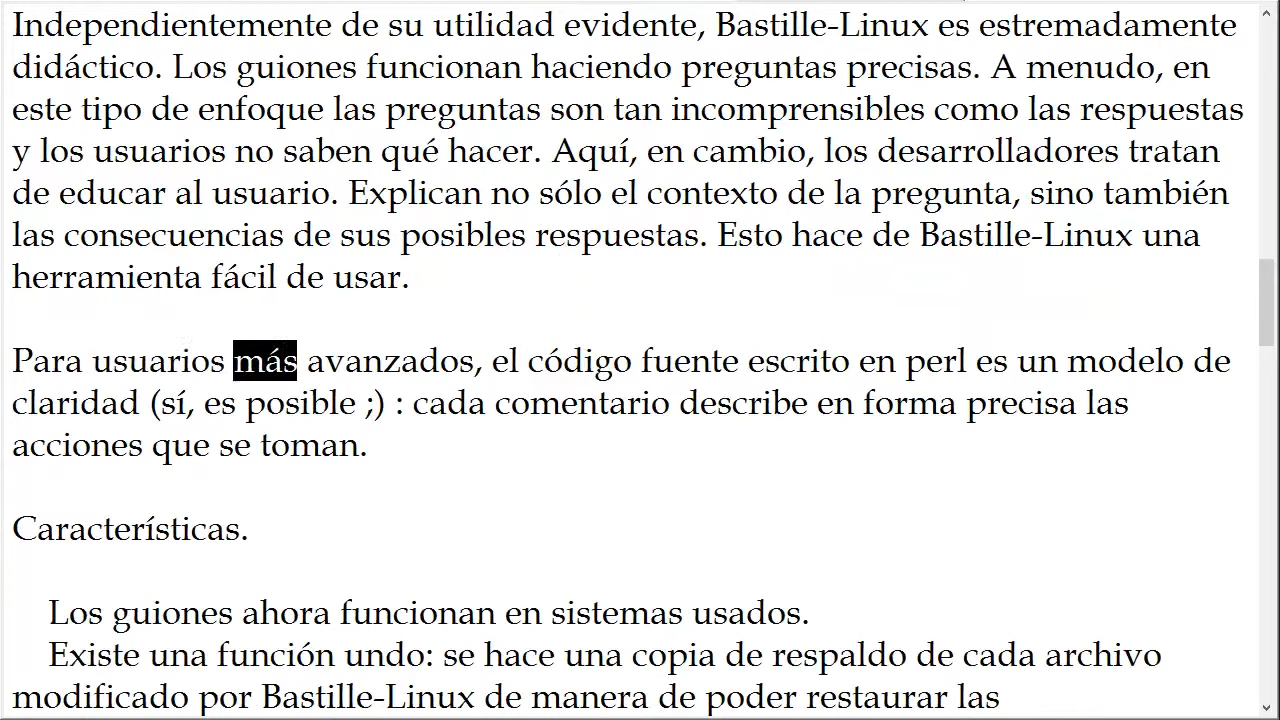 Independientemente de su utilidad evidente, Bastille-Linux es estremadamente
didáctico. Los guiones funcionan haciendo preguntas precisas. A menudo, en
este tipo de enfoque las preguntas son tan incomprensibles como las respuestas
y los usuarios no saben qué hacer. Aquí, en cambio, los desarrolladores tratan
de educar al usuario. Explican no sólo el contexto de la pregunta, sino también
las consecuencias de sus posibles respuestas. Esto hace de Bastille-Linux una
herramienta fácil de usar.
Para usuarios más avanzados, el código fuente escrito en perl es un modelo de
claridad (sí, es posible ;) : cada comentario describe en forma precisa las
acciones que se toman.
Características.
Los guiones ahora funcionan en sistemas usados.
Existe una función undo: se hace una copia de respaldo de cada archivo
modificado por Bastille-Linux de manera de poder restaurar las